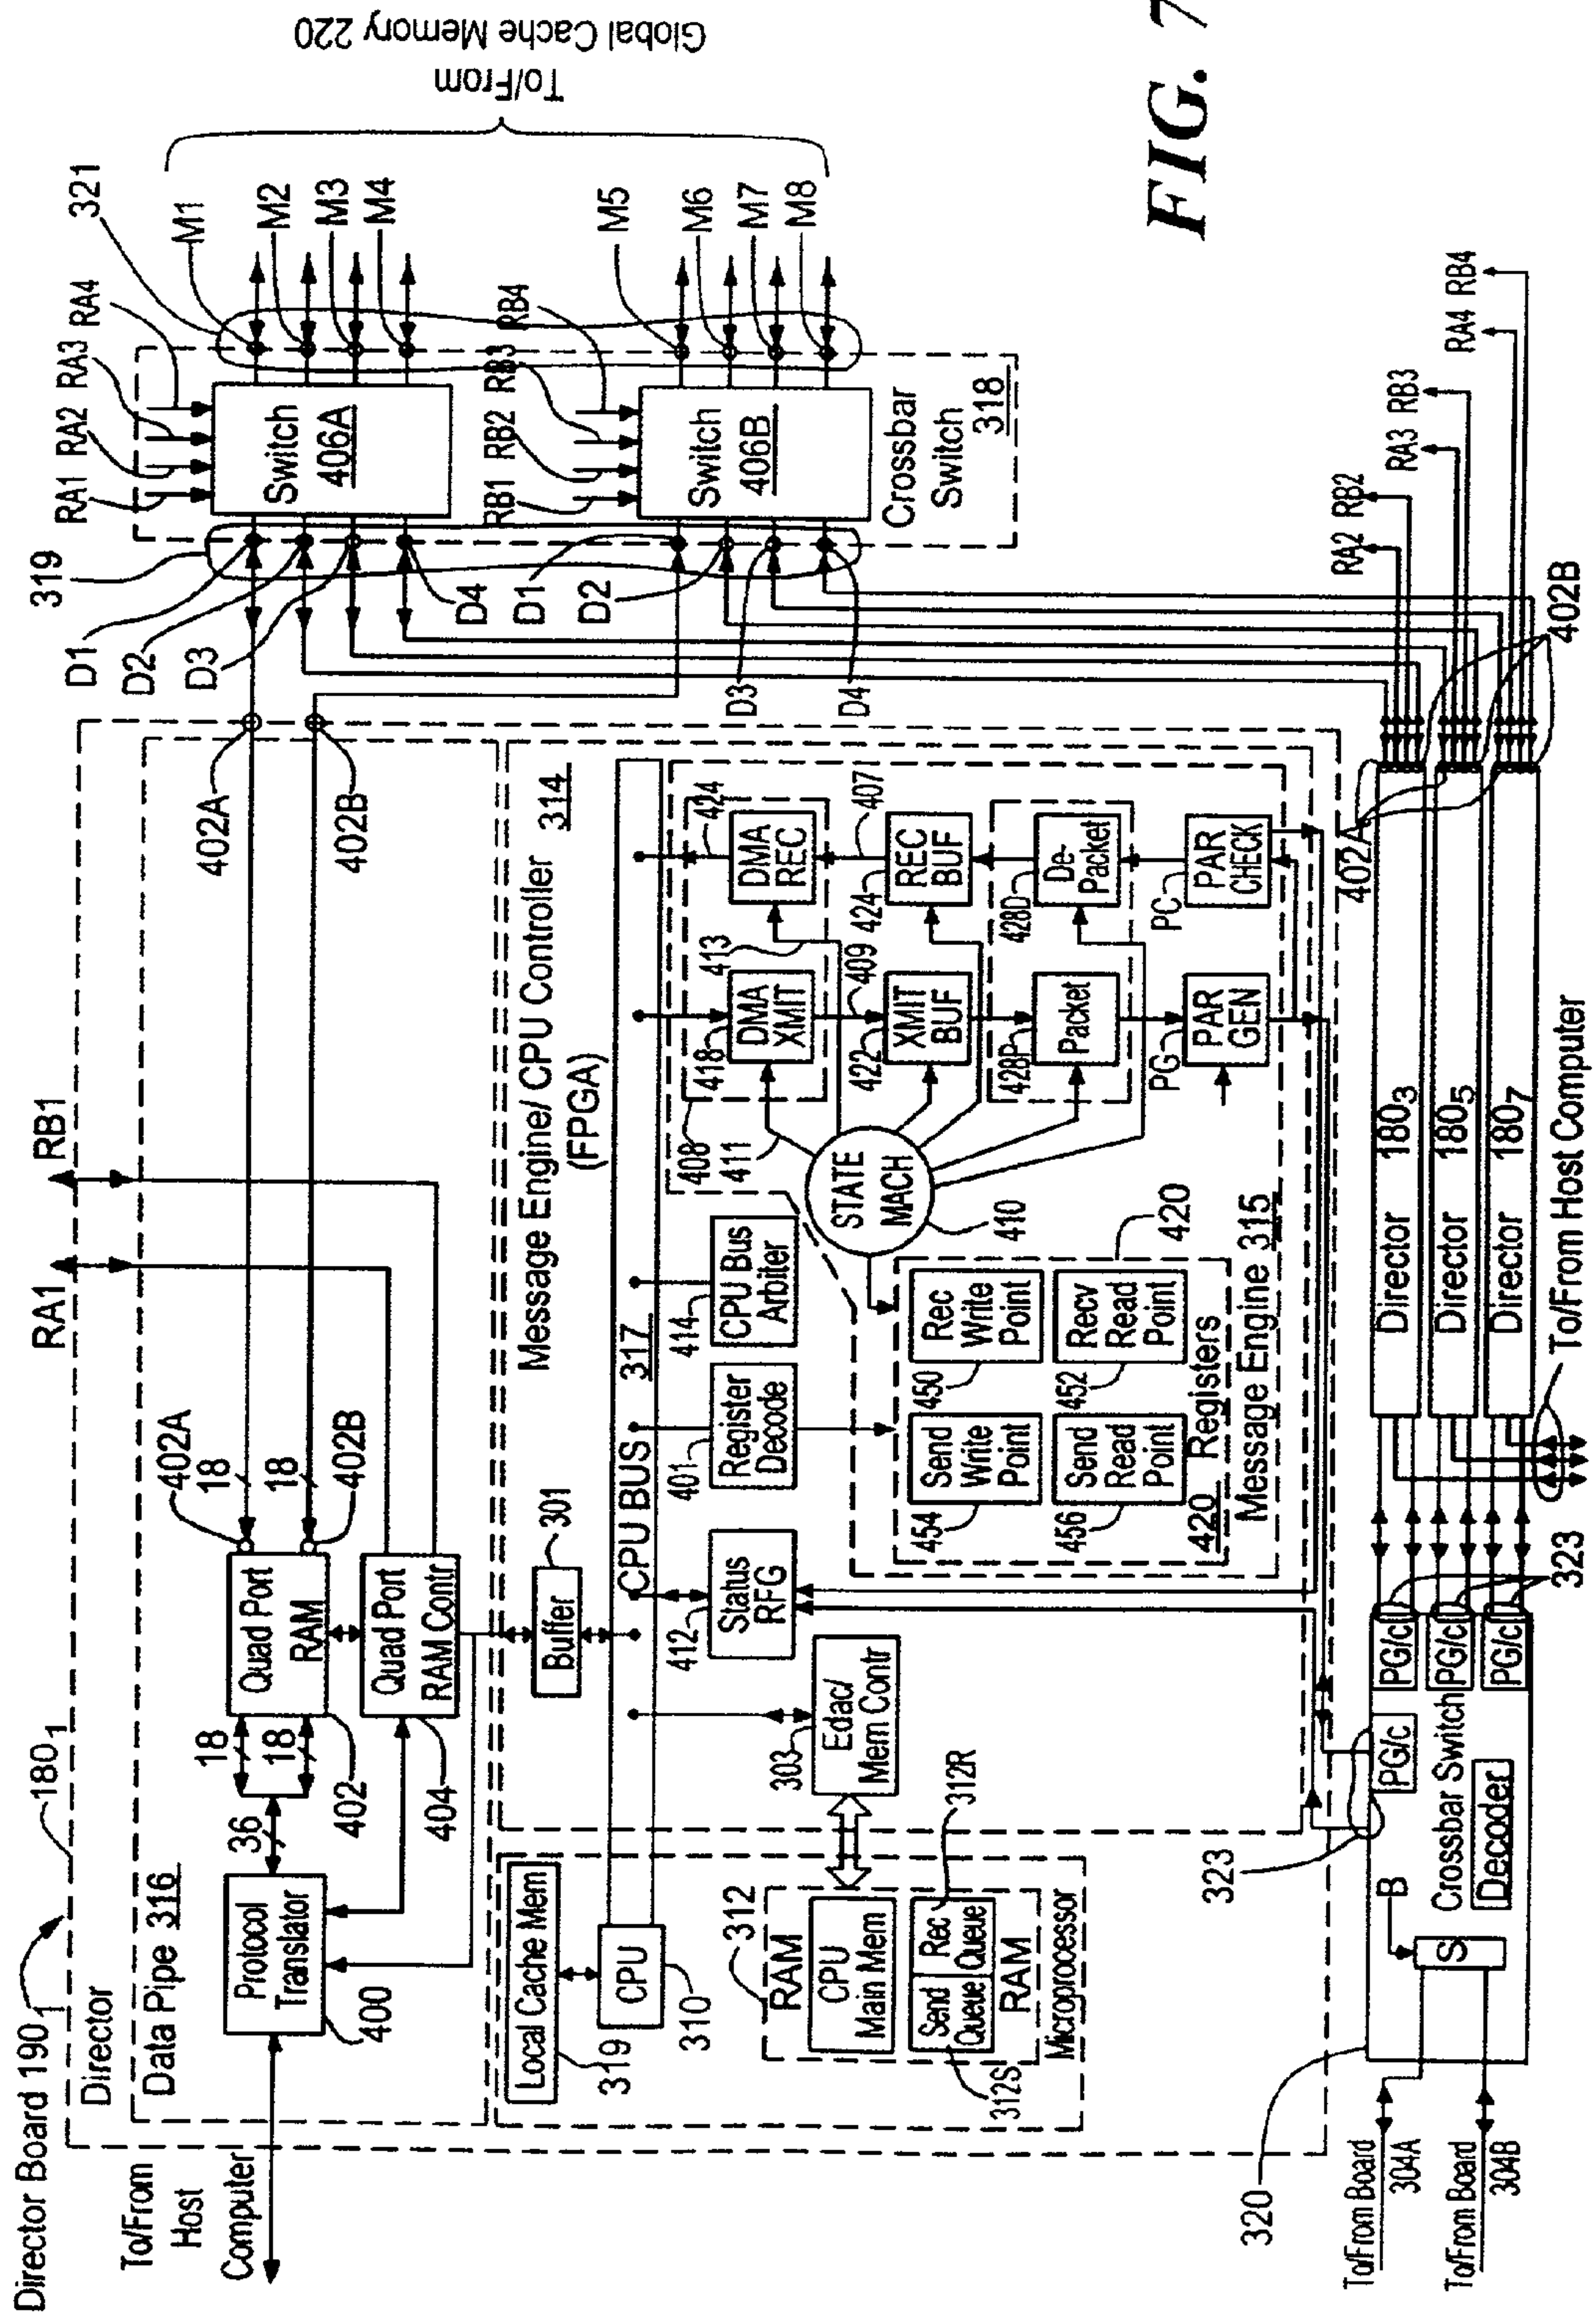 Director Board 190₁
180₁
Director
To/From
Host
Computer
Data Pipe 316
Protocol
Translator
400
36
18
18
Quad Port
RAM
402
Quad Port
RAM Contr
404
402A
18
18
402B
RA1
RB1
402A
402B
319
D1
D2
D3
D4
D1
D2
D3
D4
RA1
RA2
RA3
RA4
Switch
406A
RB1
RB2
RB3
RB4
Switch
406B
Crossbar
Switch
318
321
M1
M2
M3
M4
M5
M6
M7
M8
To/From
Global Cache Memory 220
Message Engine/ CPU Controller
314
(FPGA)
Buffer
301
CPU BUS
317
Local Cache Mem
319
CPU
310
312
RAM
CPU
Main Mem
Send
Queue
Rec
Queue
RAM
Microprocessor
312S
312R
303
Edac/
Mem Contr
412
Status
RFG
401
Register
Decode
414
CPU Bus
Arbiter
408
411
413
418
DMA
XMIT
424
DMA
REC
409
407
422
XMIT
BUF
424
REC
BUF
428P
Packet
428D
De-
Packet
PG
PAR
GEN
PC
PAR
CHECK
STATE
MACH
410
420
454
Send
Write
Point
450
Rec
Write
Point
456
Send
Read
Point
452
Recv
Read
Point
420
Registers
Message Engine 315
320
To/From Board
304A
To/From Board
304B
S
B
Crossbar Switch
Decoder
323
PG/c
PG/c
PG/c
PG/c
323
Director 180₃
Director 180₅
Director 180₇
To/From Host Computer
402A
402B
RA2
RB2
RA3
RB3
RA4
RB4
FIG. 7